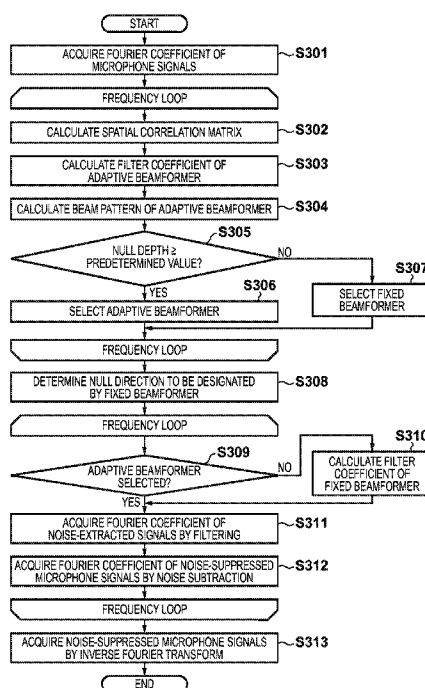 START
ACQUIRE FOURIER COEFFICIENT OF
MICROPHONE SIGNALS
S301
FREQUENCY LOOP
CALCULATE SPATIAL CORRELATION MATRIX
S302
CALCULATE FILTER COEFFICIENT OF
ADAPTIVE BEAMFORMER
S303
CALCULATE BEAM PATTERN OF ADAPTIVE BEAMFORMER
S304
S305
NULL DEPTH ≥
PREDETERMINED VALUE?
NO
YES
S306
SELECT ADAPTIVE BEAMFORMER
S307
SELECT FIXED
BEAMFORMER
FREQUENCY LOOP
DETERMINE NULL DIRECTION TO BE DESIGNATED
BY FIXED BEAMFORMER
S308
FREQUENCY LOOP
S309
ADAPTIVE BEAMFORMER
SELECTED?
NO
YES
S310
CALCULATE FILTER
COEFFICIENT OF
FIXED BEAMFORMER
ACQUIRE FOURIER COEFFICIENT OF
NOISE-EXTRACTED SIGNALS BY FILTERING
S311
ACQUIRE FOURIER COEFFICIENT OF NOISE-SUPPRESSED
MICROPHONE SIGNALS BY NOISE SUBTRACTION
S312
FREQUENCY LOOP
ACQUIRE NOISE-SUPPRESSED MICROPHONE SIGNALS
BY INVERSE FOURIER TRANSFORM
S313
END